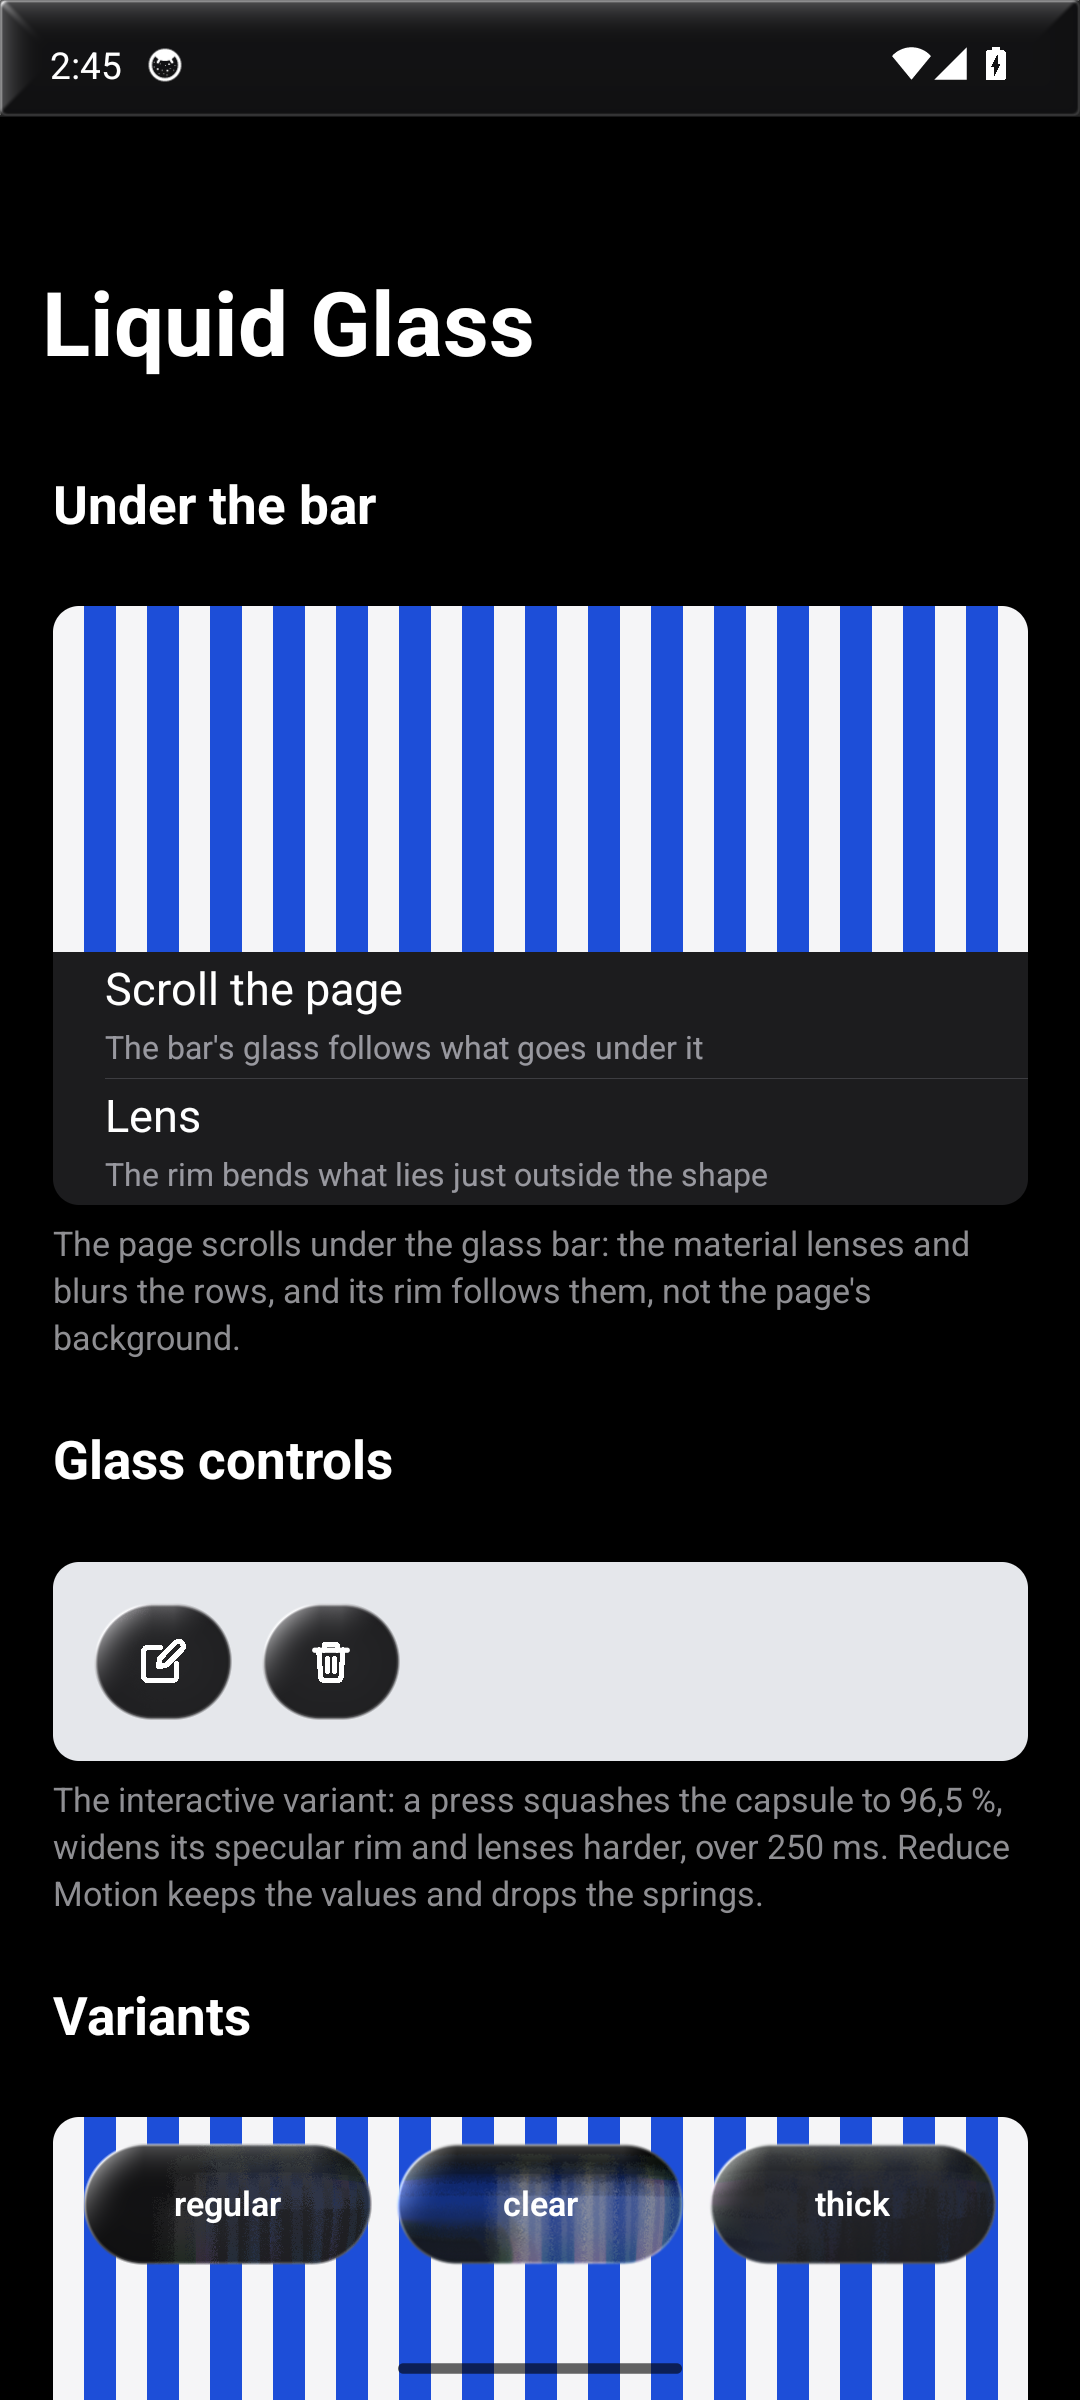 2:45
Liquid Glass
Under the bar
Scroll the page
The bar's glass follows what goes under it
Lens
The rim bends what lies just outside the shape
The page scrolls under the glass bar: the material lenses and
blurs the rows, and its rim follows them, not the page's
background.
Glass controls
The interactive variant: a press squashes the capsule to 96,5 %,
widens its specular rim and lenses harder, over 250 ms. Reduce
Motion keeps the values and drops the springs.
Variants
regular
clear
thick